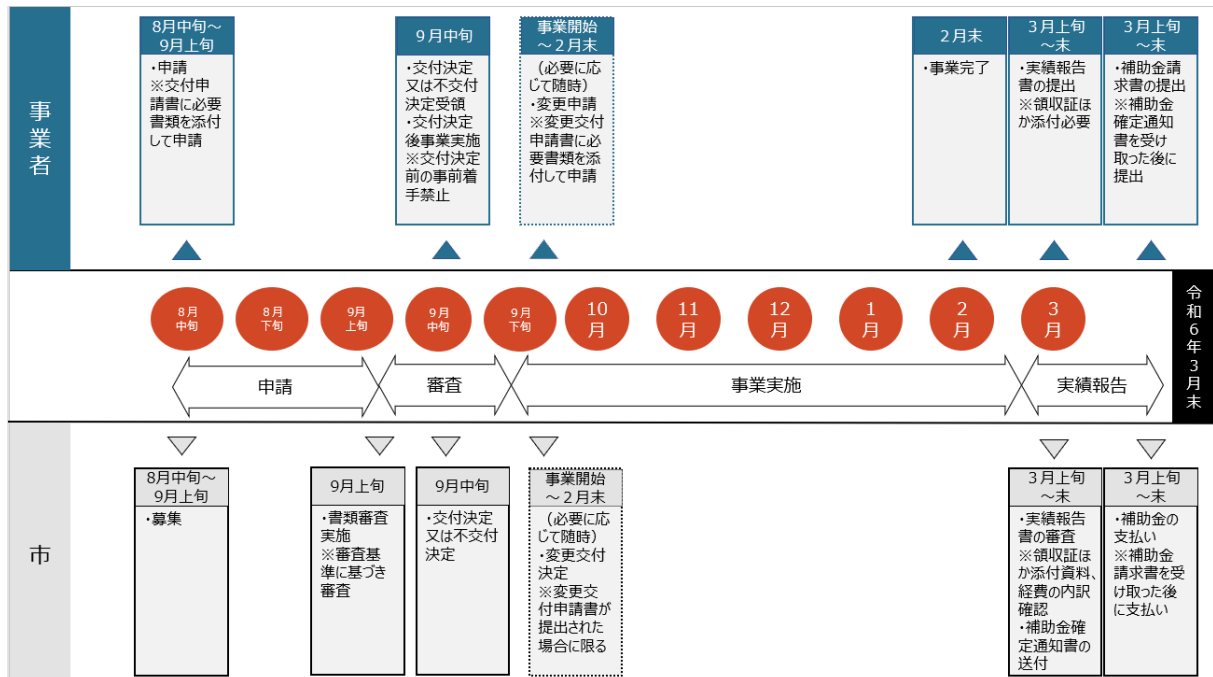 事業者
8月中旬~
9月上旬
・申請
※交付申
請書に必要
書類を添付
して申請
9月中旬
・交付決定
又は不交付
決定受領
・交付決定
後事業実施
※交付決定
前の事前着
手禁止
事業開始
~2月末
(必要に応
じて随時)
・変更申請
※変更交付
申請書に必
要書類を添
付して申請
2月末
・事業完了
3月上旬
~末
・実績報告
書の提出
※領収証ほ
か添付必要
3月上旬
~末
・補助金請
求書の提出
※補助金
確定通知
書を受け
取った後に
提出
8月
中旬
8月
下旬
9月
上旬
9月
中旬
9月
下旬
10
月
11
月
12
月
1
月
2
月
3
月
令和6年3月末
申請
審査
事業実施
実績報告
市
8月中旬~
9月上旬
・募集
9月上旬
・書類審査
実施
※審査基
準に基づき
審査
9月中旬
・交付決定
又は不交付
決定
事業開始
~2月末
(必要に応
じて随時)
・変更交付
決定
※変更交
付申請書が
提出された
場合に限る
3月上旬
~末
・実績報告
書の審査
※領収証ほ
か添付資料、
経費の内訳
確認
・補助金確
定通知書の
送付
3月上旬
~末
・補助金の
支払い
※補助金
請求書を受
け取った後
に支払い